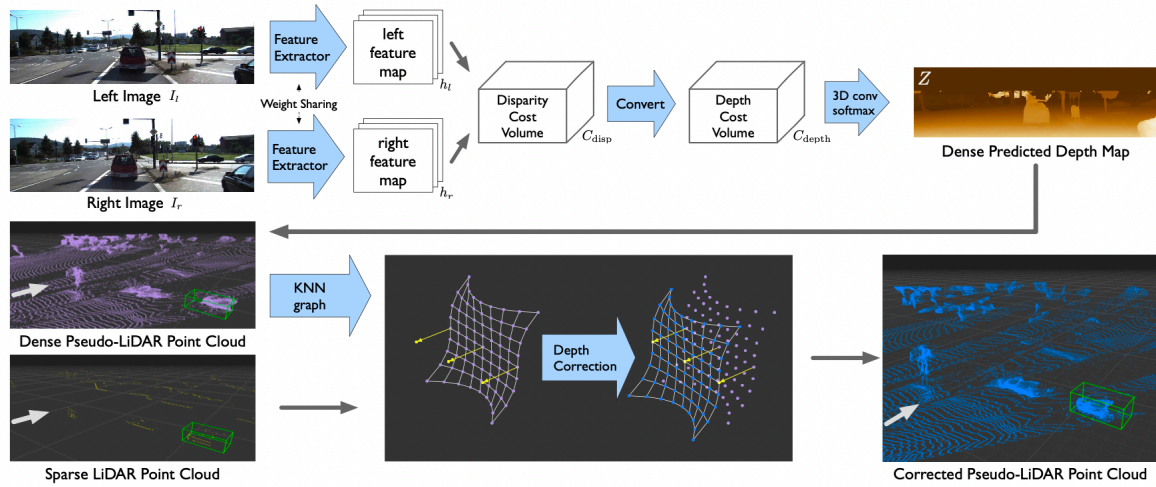 Feature
Extractor
left
feature
map
h_l
Left Image I_l
Weight Sharing
Feature
Extractor
right
feature
map
h_r
Right Image I_r
Disparity
Cost
Volume
C_disp
Convert
Depth
Cost
Volume
C_depth
3D conv
softmax
Z
Dense Predicted Depth Map
KNN
graph
Dense Pseudo-LiDAR Point Cloud
Depth
Correction
Sparse LiDAR Point Cloud
Corrected Pseudo-LiDAR Point Cloud